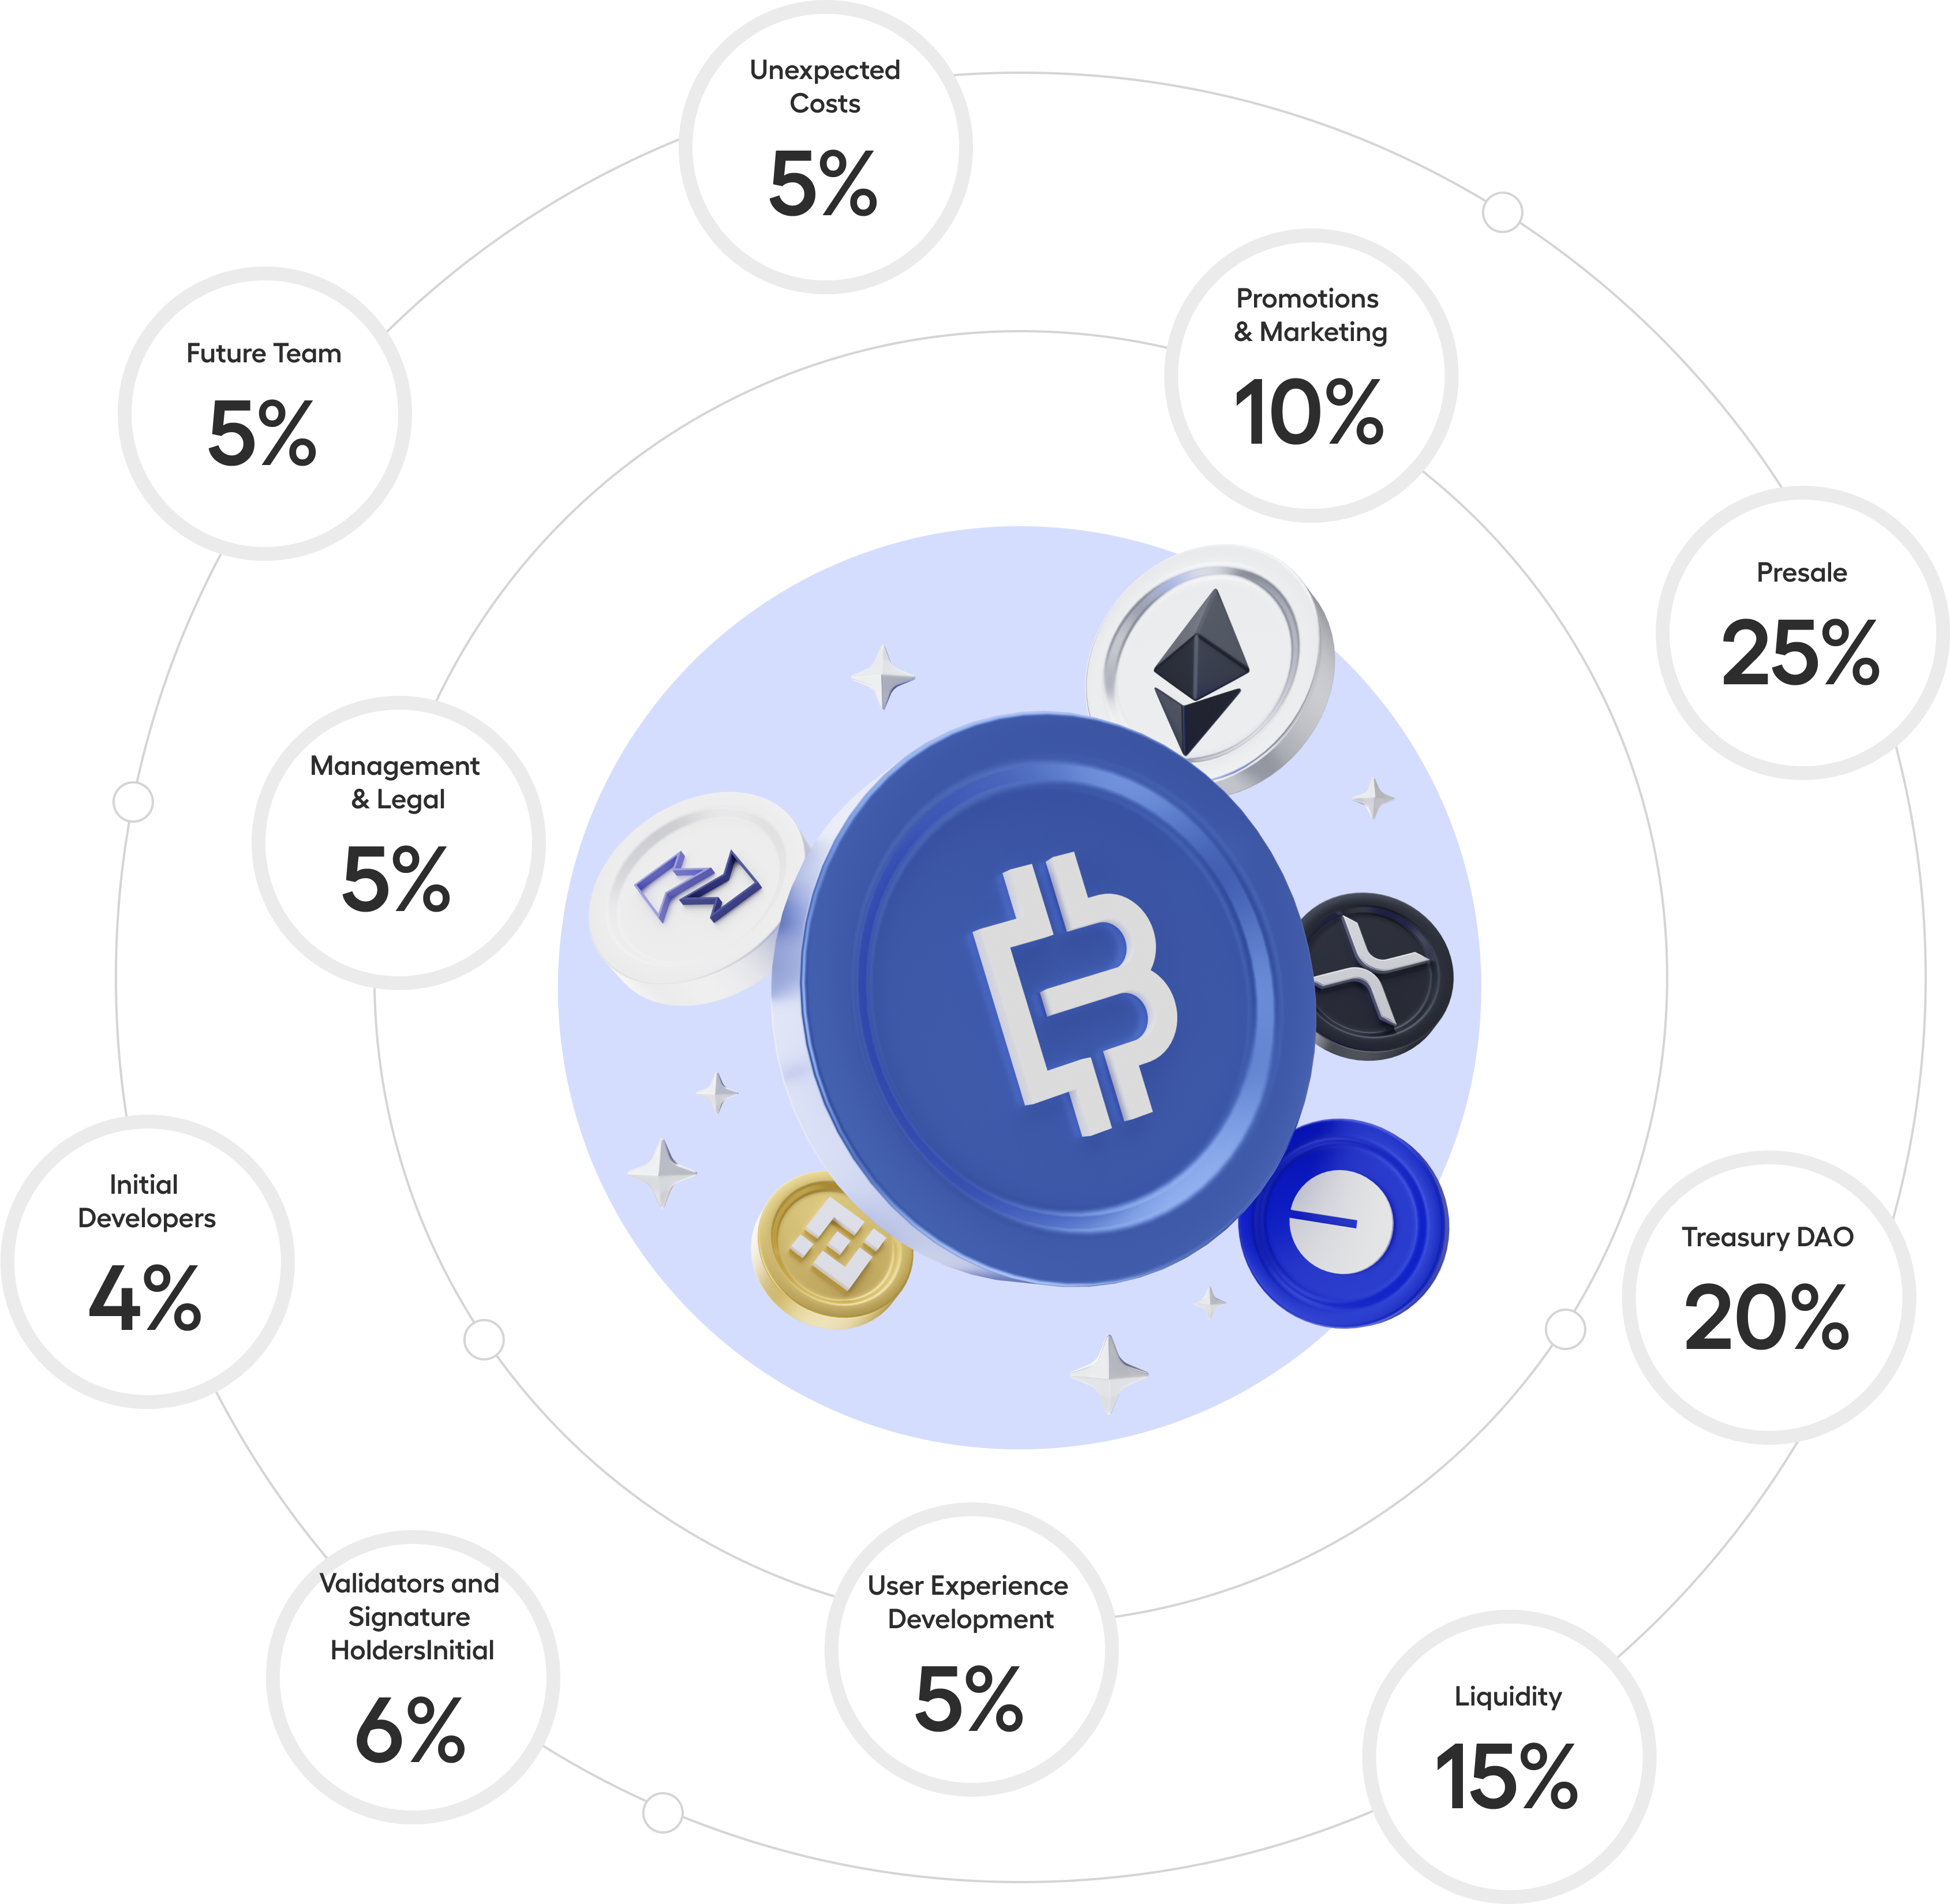 Unexpected
Costs
5%
Promotions
& Marketing
10%
Future Team
5%
Presale
25%
Management
& Legal
5%
Initial
Developers
4%
Treasury DAO
20%
Validators and
Signature
HoldersInitial
6%
User Experience
Development
5%
Liquidity
15%